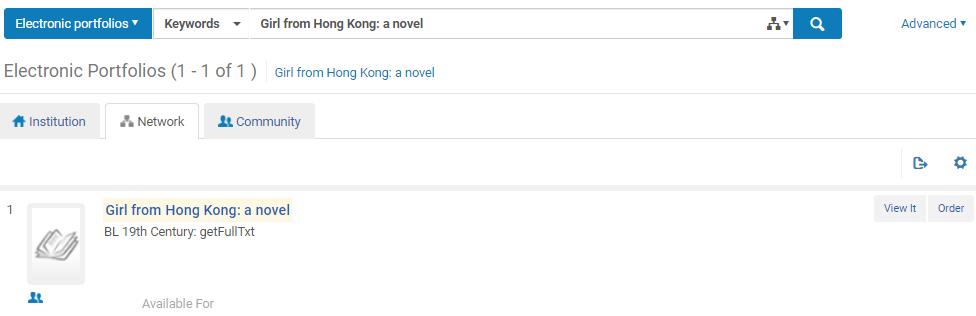 Electronic portfolios Keywords Girl from Hong Kong: a novel Advanced
Electronic Portfolios (1 - 1 of 1 ) Girl from Hong Kong: a novel
Institution Network Community
1 Girl from Hong Kong: a novel View It Order
BL 19th Century: getFullTxt
Available For